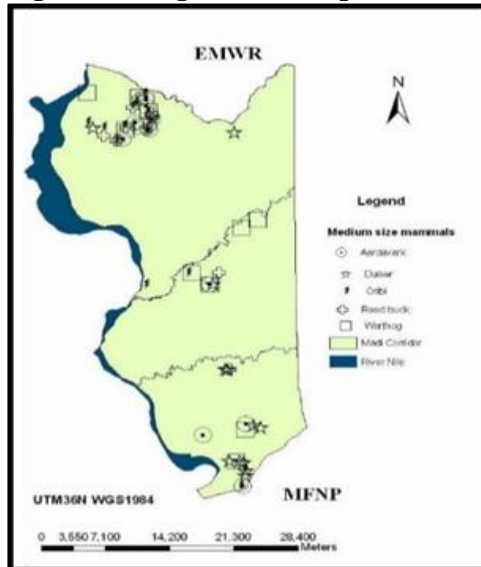 EMWR
N
Legend
Medium size mammals
Aardvark
Duiker
Oribi
Reed buck
Warthog
Madi Corridor
River Nile
MFNP
UTM36N WGS1984
0 3,550 7,100 14,200 21,300 28,400
Meters